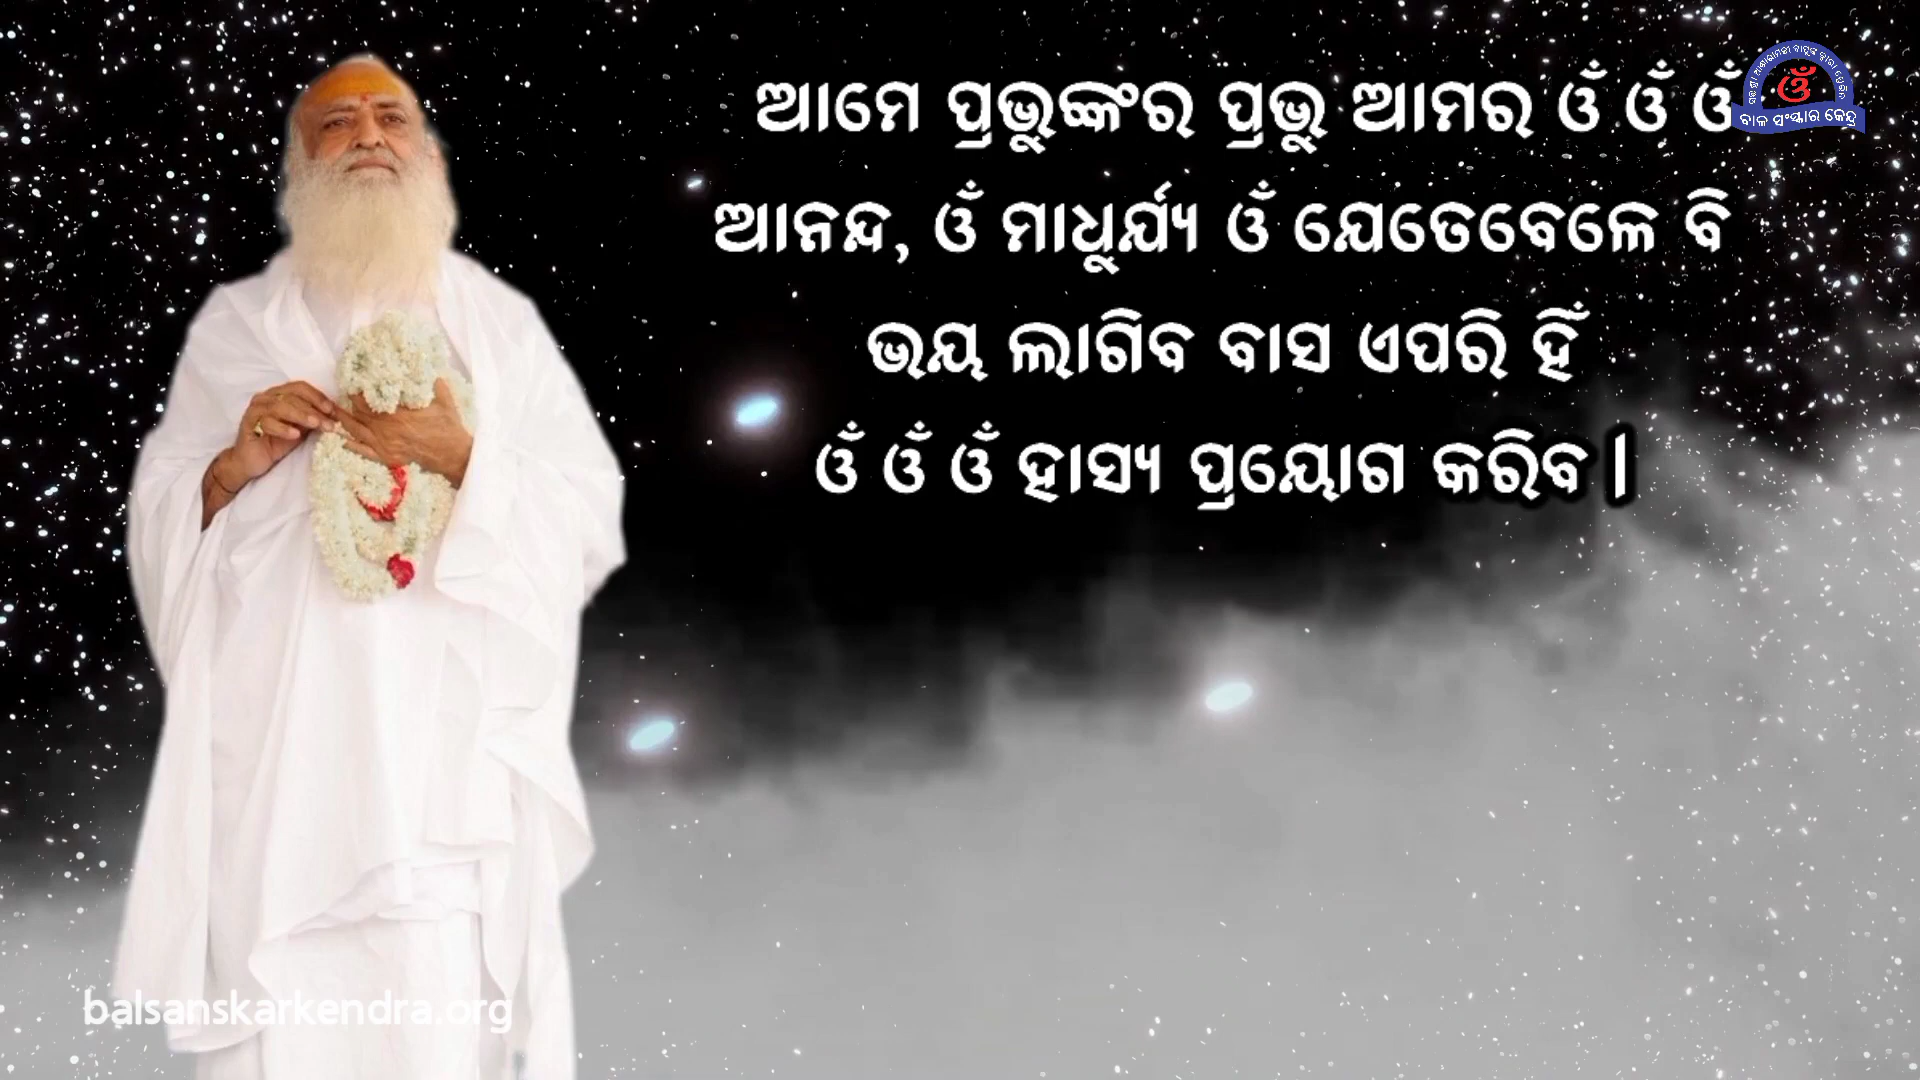 ଆମେ ପ୍ରଭୁଙ୍କର ପ୍ରଭୁ ଆମର ଓଁ ଓଁ ଓଁ
ଆନନ୍ଦ, ଓଁ ମାଧୁର୍ଯ୍ୟ ଓଁ ଯେତେବେଳେ ବି
ଭୟ ଲାଗିବ ବାସ ଏପରି ହିଁ
ଓଁ ଓଁ ଓଁ ହାସ୍ୟ ପ୍ରୟୋଗ କରିବ |
ଓଁ
ବାଳ ସଂସ୍କାର କେନ୍ଦ୍ର
balsanskarkendra.org